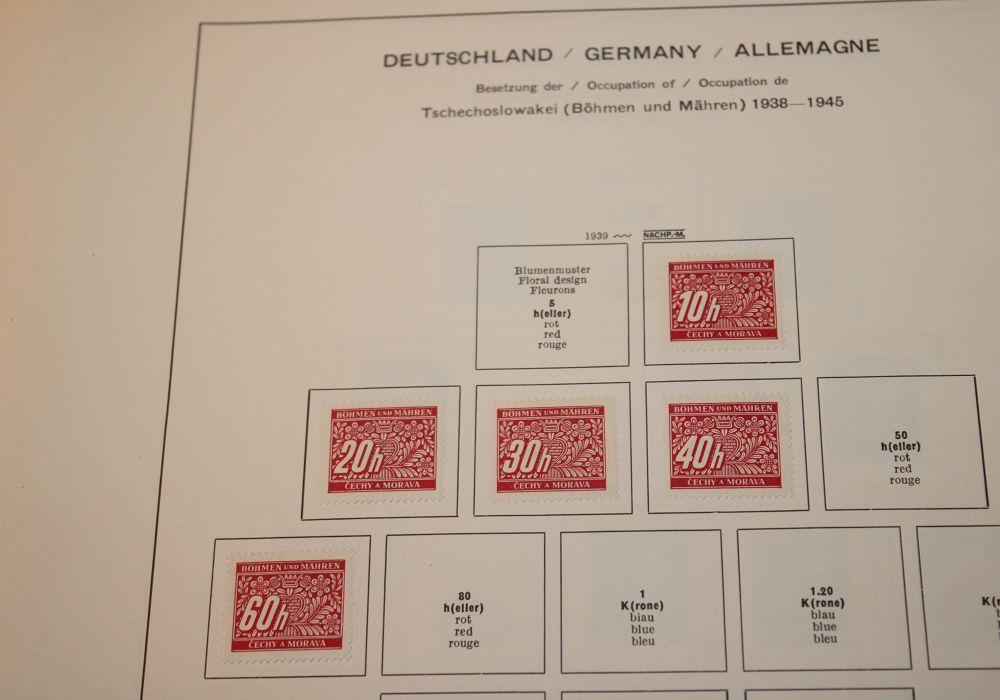 DEUTSCHLAND / GERMANY / ALLEMAGNE
Besetzung der / Occupation of / Occupation de
Tschechoslowakei (Böhmen und Mähren) 1938—1945
1939 NACHP.-M.
Blumenmuster
Floral design
Fleurons
5
h(eller)
rot
red
rouge
BÖHMEN UND MÄHREN
10h
ČECHY A MORAVA
BÖHMEN UND MÄHREN
20h
ČECHY A MORAVA
BÖHMEN UND MÄHREN
30h
ČECHY A MORAVA
BÖHMEN UND MÄHREN
40h
ČECHY A MORAVA
50
h(eller)
rot
red
rouge
BÖHMEN UND MÄHREN
60h
ČECHY A MORAVA
80
h(eller)
rot
red
rouge
1
K(rone)
blau
blue
bleu
1.20
K(rone)
blau
blue
bleu